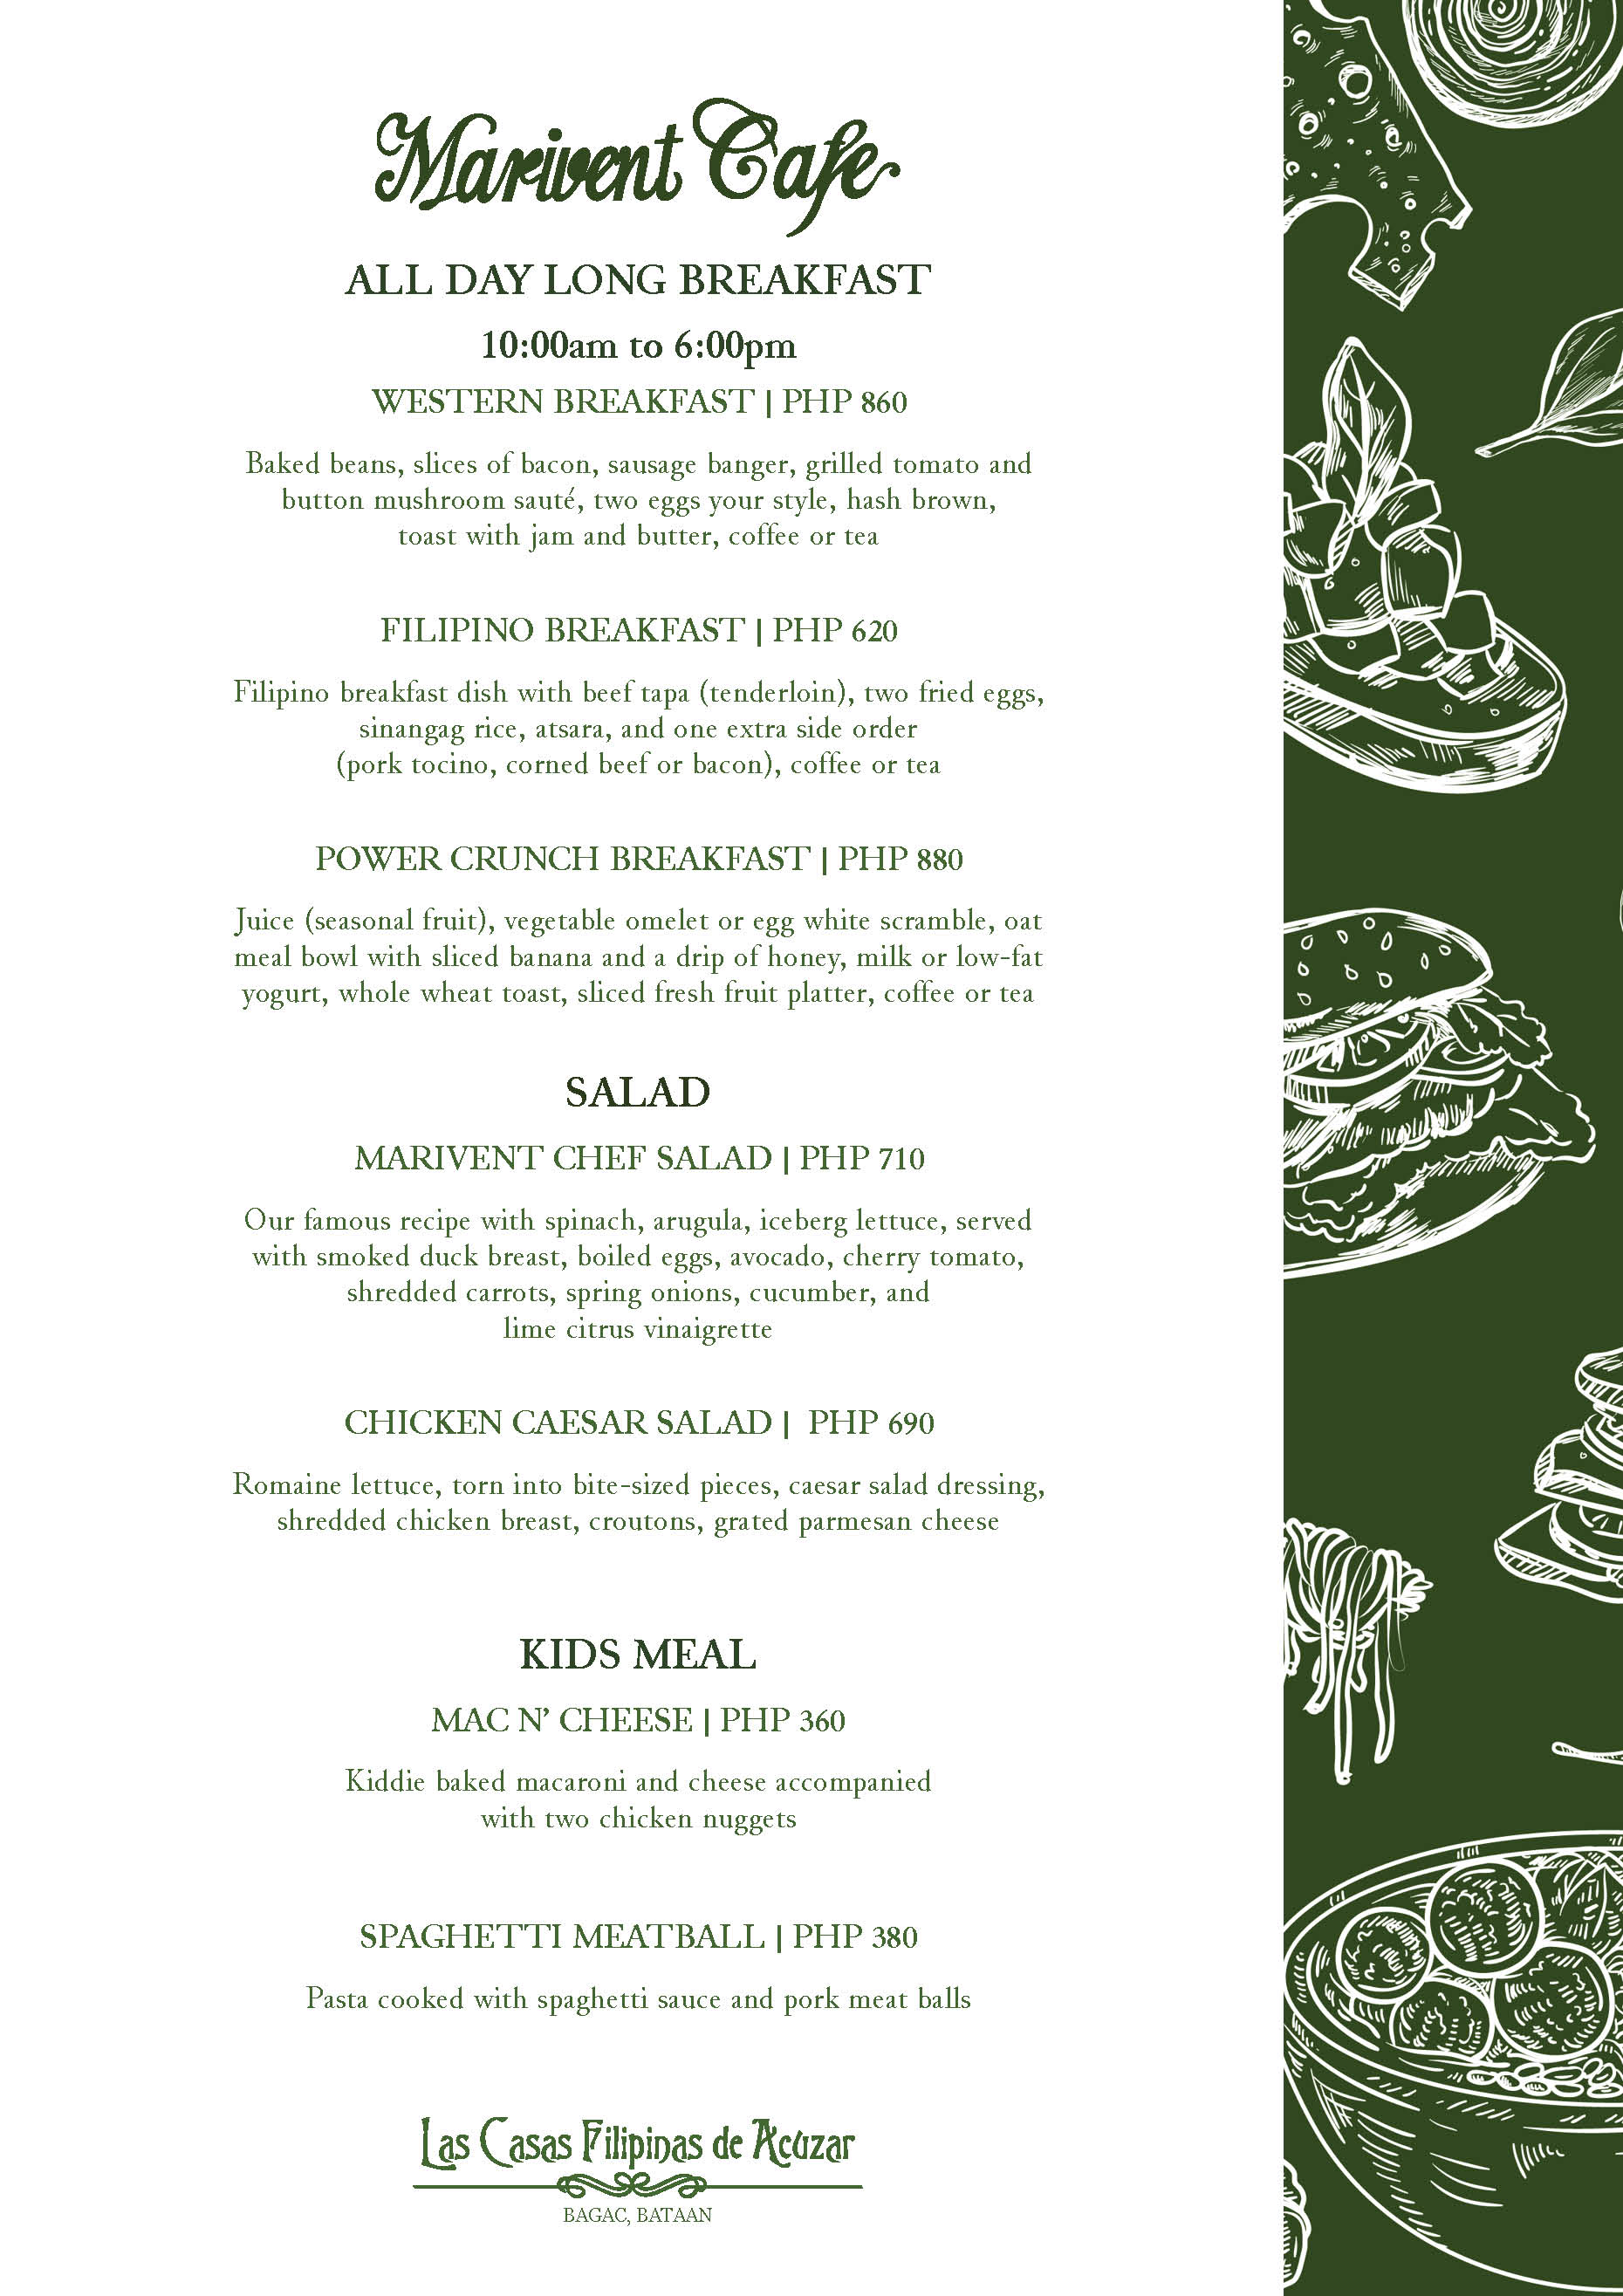 Marivent Cafe
ALL DAY LONG BREAKFAST
10:00am to 6:00pm
WESTERN BREAKFAST | PHP 860
Baked beans, slices of bacon, sausage banger, grilled tomato and
button mushroom sauté, two eggs your style, hash brown,
toast with jam and butter, coffee or tea
FILIPINO BREAKFAST | PHP 620
Filipino breakfast dish with beef tapa (tenderloin), two fried eggs,
sinangag rice, atsara, and one extra side order
(pork tocino, corned beef or bacon), coffee or tea
POWER CRUNCH BREAKFAST | PHP 880
Juice (seasonal fruit), vegetable omelet or egg white scramble, oat
meal bowl with sliced banana and a drip of honey, milk or low-fat
yogurt, whole wheat toast, sliced fresh fruit platter, coffee or tea
SALAD
MARIVENT CHEF SALAD | PHP 710
Our famous recipe with spinach, arugula, iceberg lettuce, served
with smoked duck breast, boiled eggs, avocado, cherry tomato,
shredded carrots, spring onions, cucumber, and
lime citrus vinaigrette
CHICKEN CAESAR SALAD | PHP 690
Romaine lettuce, torn into bite-sized pieces, caesar salad dressing,
shredded chicken breast, croutons, grated parmesan cheese
KIDS MEAL
MAC N’ CHEESE | PHP 360
Kiddie baked macaroni and cheese accompanied
with two chicken nuggets
SPAGHETTI MEATBALL | PHP 380
Pasta cooked with spaghetti sauce and pork meat balls
Las Casas Filipinas de Acuzar
BAGAC, BATAAN